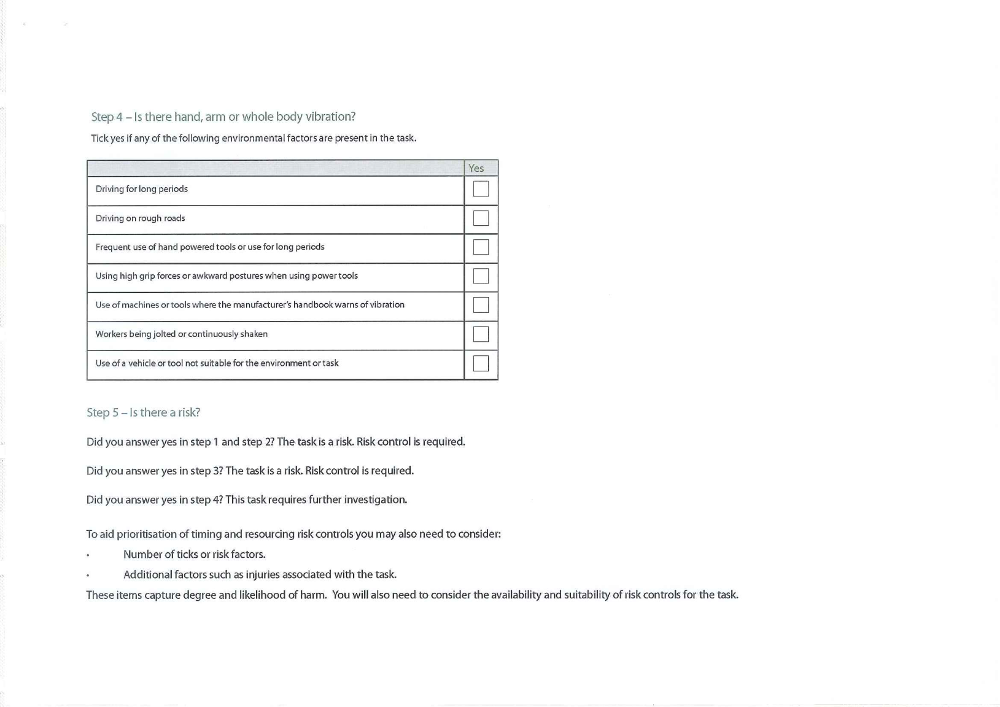 Step 4 – Is there hand, arm or whole body vibration?
Tick yes if any of the following environmental factors are present in the task.
Yes
Driving for long periods
Driving on rough roads
Frequent use of hand powered tools or use for long periods
Using high grip forces or awkward postures when using power tools
Use of machines or tools where the manufacturer's handbook warns of vibration
Workers being jolted or continuously shaken
Use of a vehicle or tool not suitable for the environment or task
Step 5 – Is there a risk?
Did you answer yes in step 1 and step 2? The task is a risk. Risk control is required.
Did you answer yes in step 3? The task is a risk. Risk control is required.
Did you answer yes in step 4? This task requires further investigation.
To aid prioritisation of timing and resourcing risk controls you may also need to consider:
• Number of ticks or risk factors.
• Additional factors such as injuries associated with the task.
These items capture degree and likelihood of harm. You will also need to consider the availability and suitability of risk controls for the task.